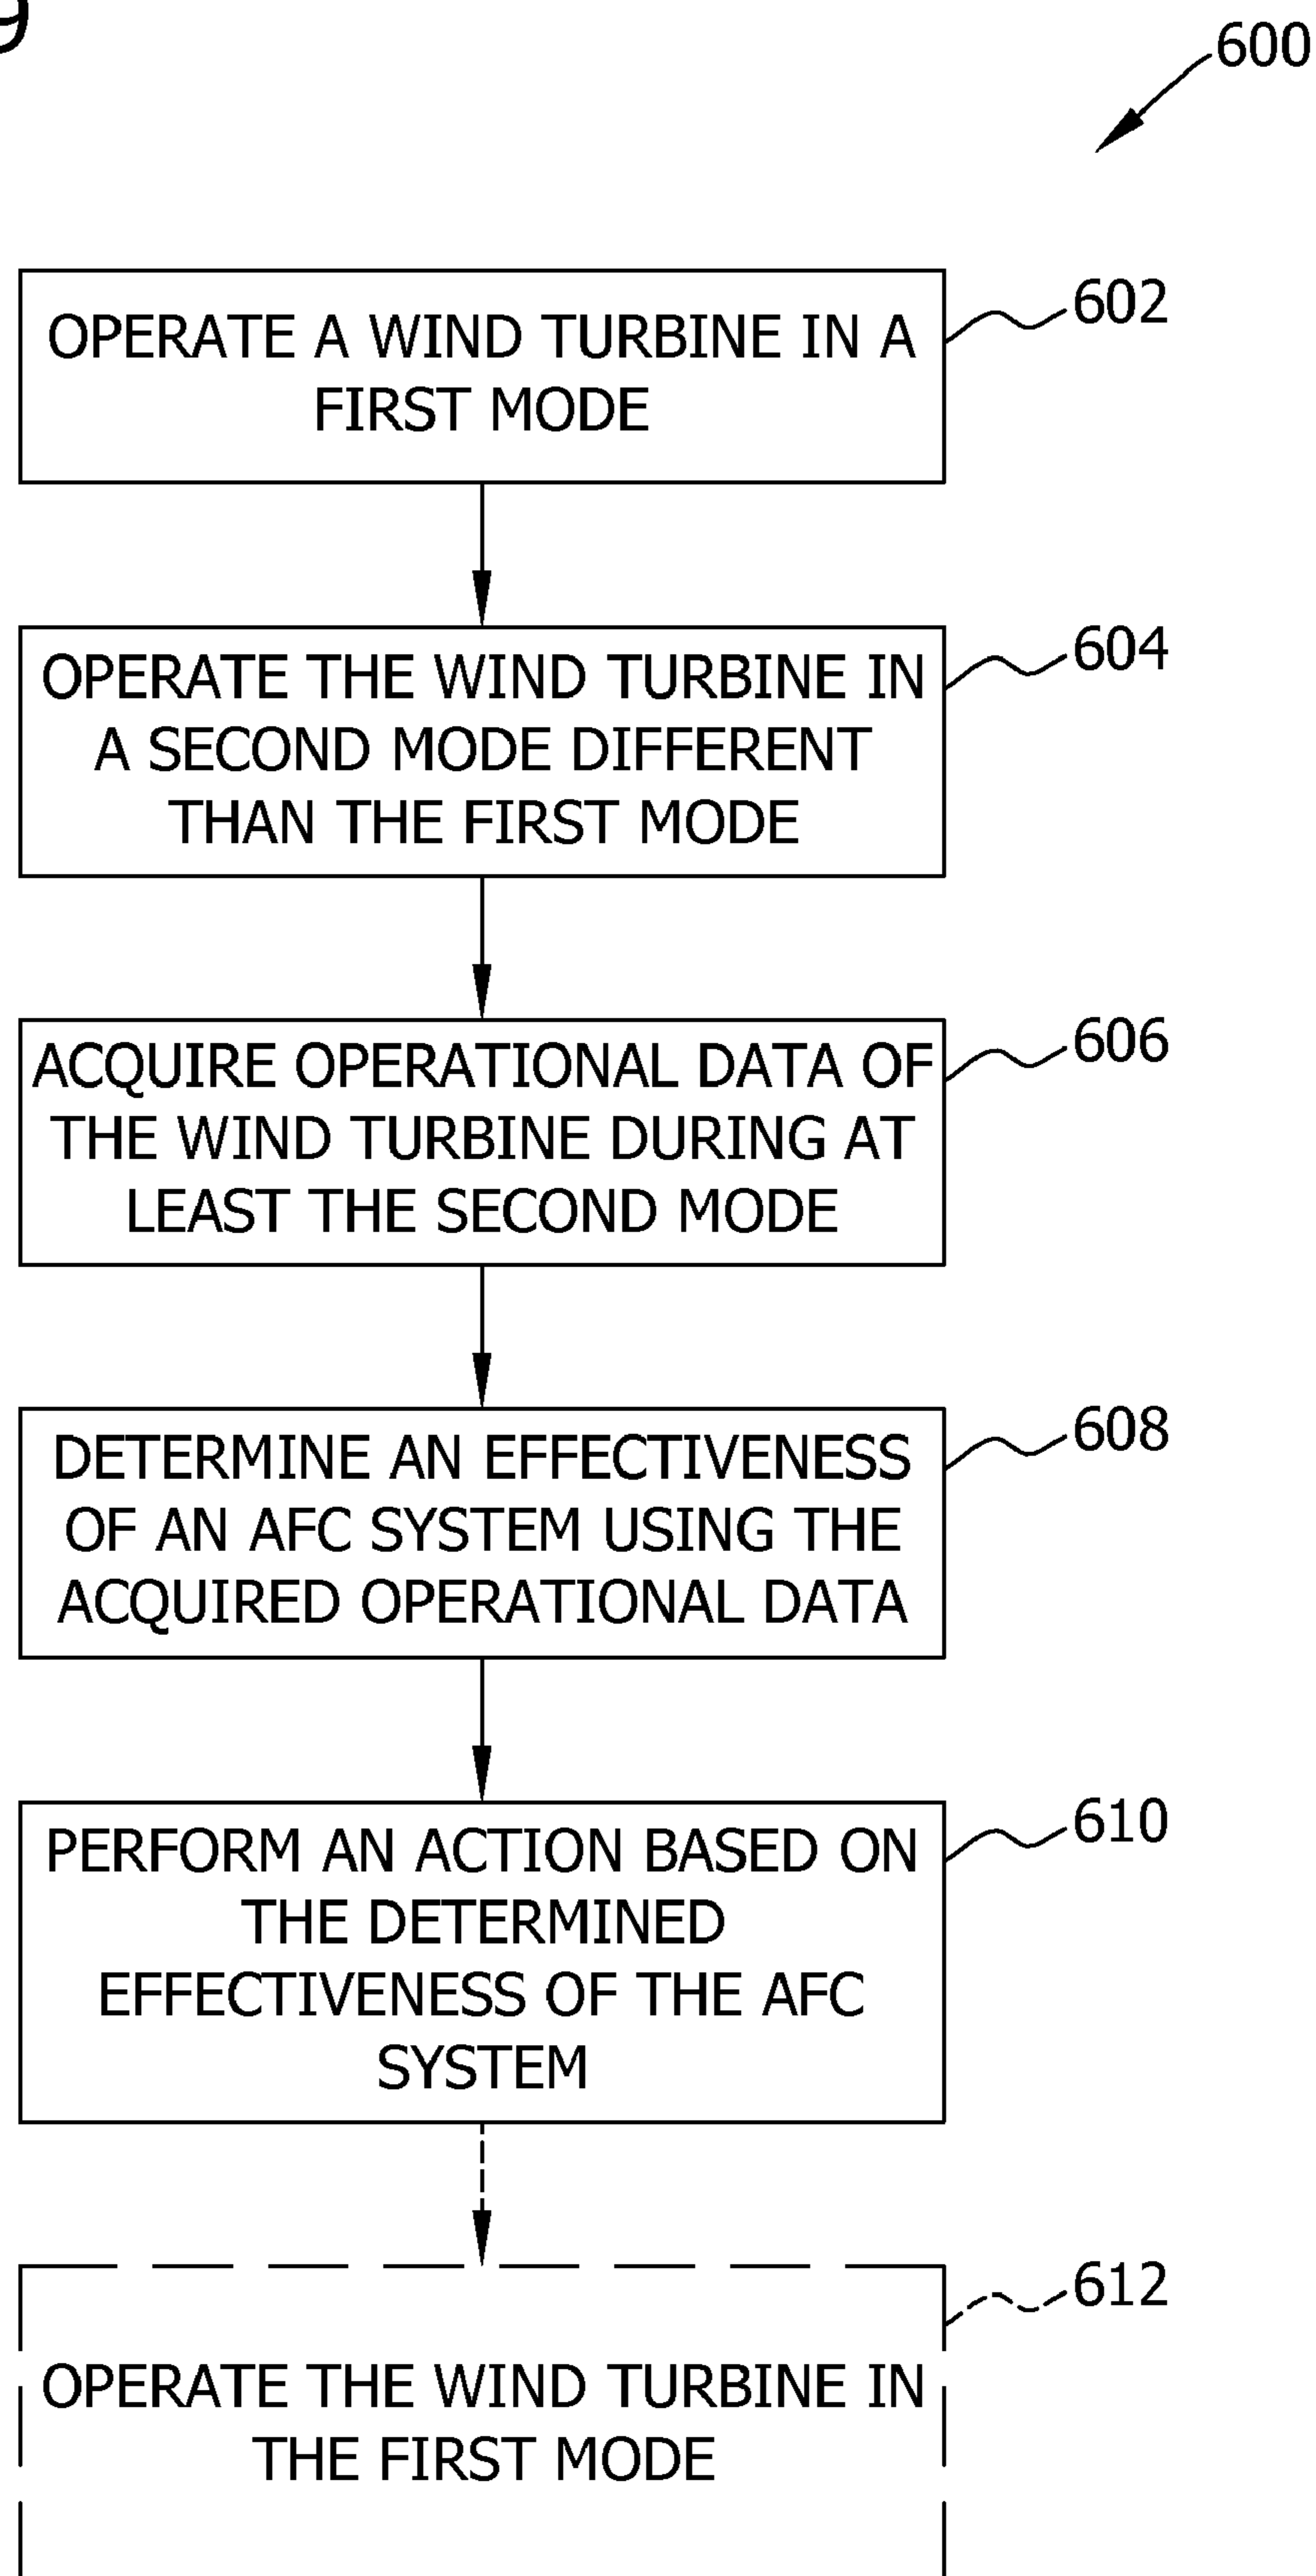 600
OPERATE A WIND TURBINE IN A
FIRST MODE
602
OPERATE THE WIND TURBINE IN
A SECOND MODE DIFFERENT
THAN THE FIRST MODE
604
ACQUIRE OPERATIONAL DATA OF
THE WIND TURBINE DURING AT
LEAST THE SECOND MODE
606
DETERMINE AN EFFECTIVENESS
OF AN AFC SYSTEM USING THE
ACQUIRED OPERATIONAL DATA
608
PERFORM AN ACTION BASED ON
THE DETERMINED
EFFECTIVENESS OF THE AFC
SYSTEM
610
OPERATE THE WIND TURBINE IN
THE FIRST MODE
612